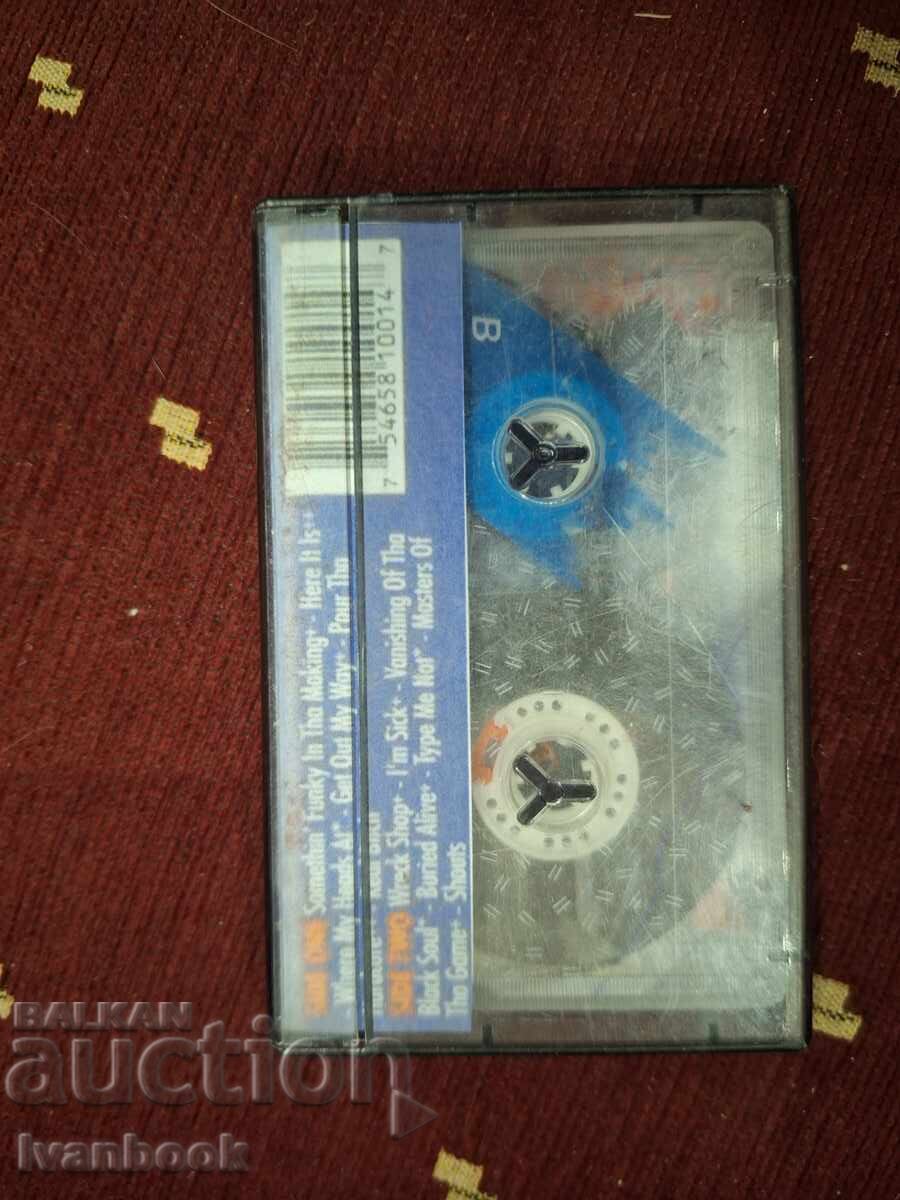 7 54658 10014 7
SIDE ONE Somethin' Funky In Tha Making+ - Here It Is+
- Where My Heads At* - Get Out My Way+ - Pour Tha
SIDE TWO Wreck Shop+ - I'm Sick+ - Vanishing Of Tha
Black Soul* - Buried Alive+ - Type Me Not* - Masters Of
Tha Game+ - Shouts
B
BALKAN
auction
Ivanbook